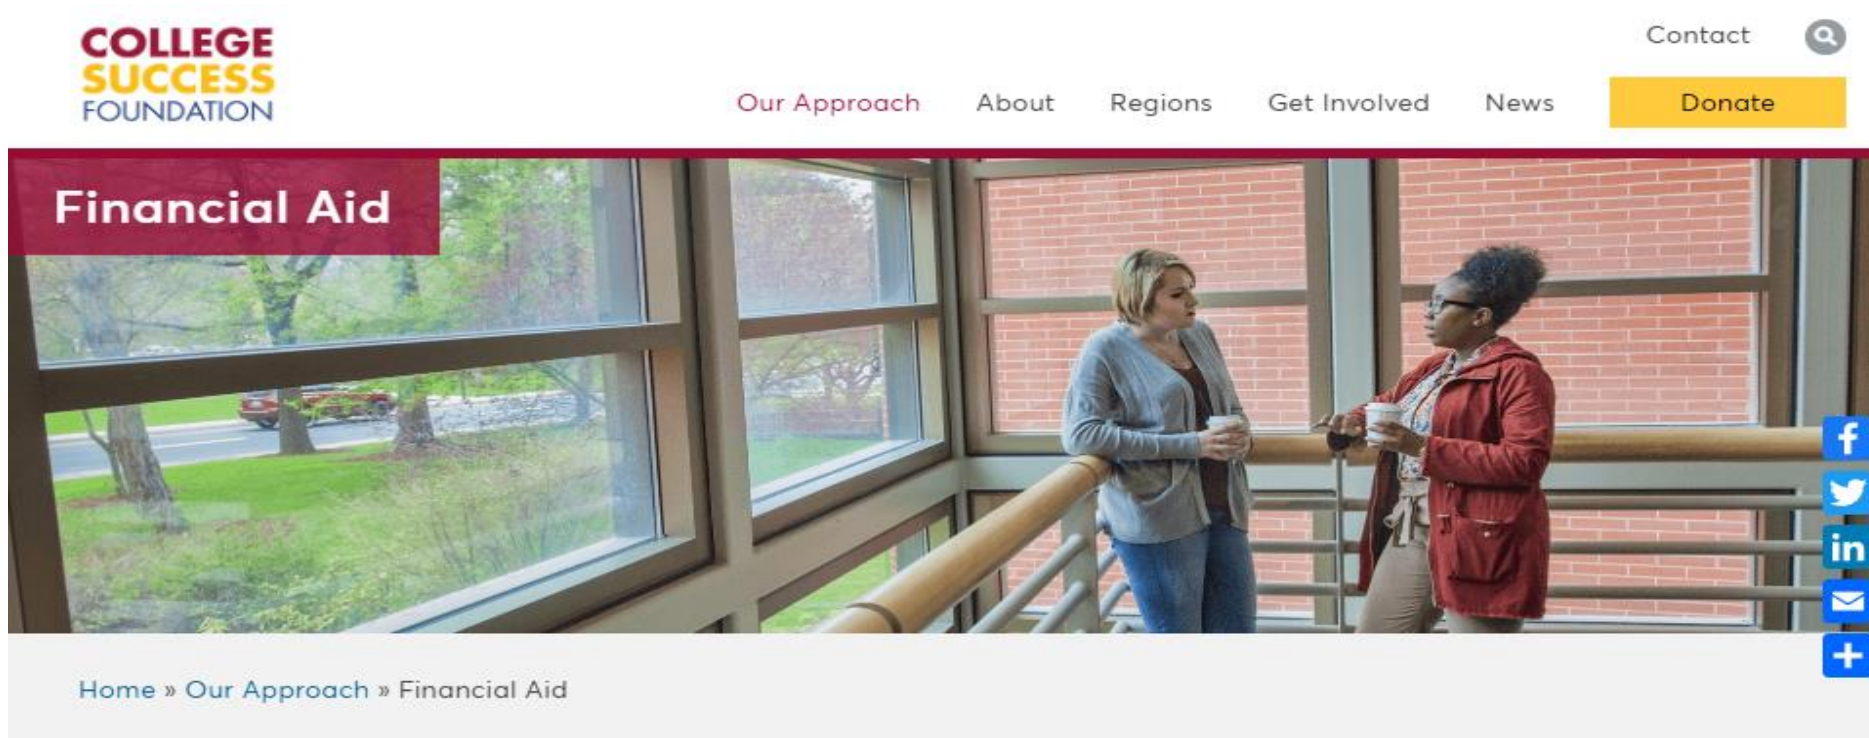 COLLEGE
SUCCESS
FOUNDATION
Contact
Our Approach About Regions Get Involved News Donate
Financial Aid
f
in
Home » Our Approach » Financial Aid